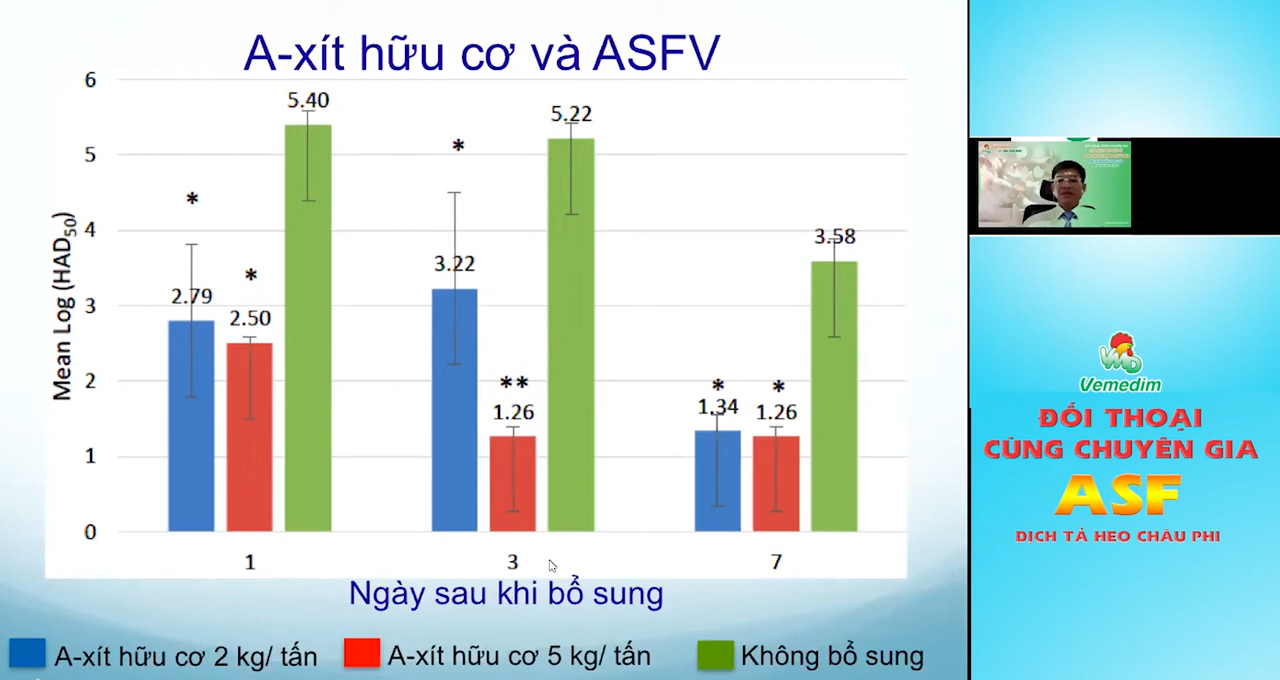 A-xít hữu cơ và ASFV
Mean Log (HAD50)
6
5
4
3
2
1
0
2.79
2.50
5.40
3.22
1.26
5.22
1.34
1.26
3.58
*
*
*
**
*
*
1
3
7
Ngày sau khi bổ sung
A-xít hữu cơ 2 kg/ tấn
A-xít hữu cơ 5 kg/ tấn
Không bổ sung
VMD
Vemedim
ĐỐI THOẠI
CÙNG CHUYÊN GIA
ASF
DỊCH TẢ HEO CHÂU PHI